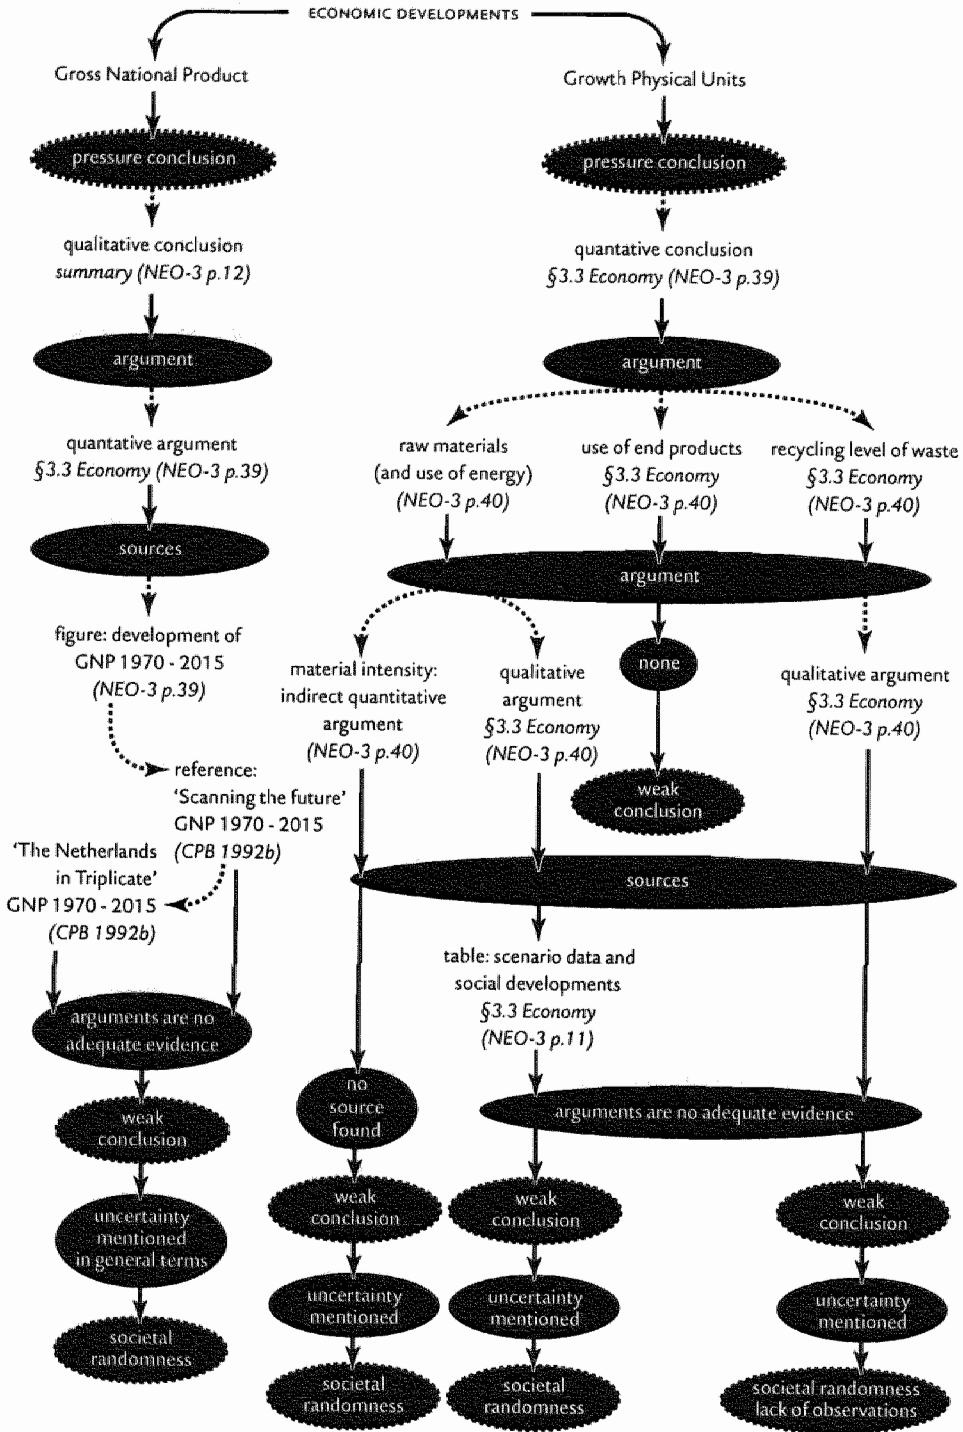 ECONOMIC DEVELOPMENTS
Gross National Product
pressure conclusion
qualitative conclusion
summary (NEO-3 p.12)
argument
quantative argument
§3.3 Economy (NEO-3 p.39)
sources
figure: development of
GNP 1970 - 2015
(NEO-3 p.39)
reference:
'Scanning the future'
GNP 1970 - 2015
(CPB 1992b)
'The Netherlands
in Triplicate'
GNP 1970 - 2015
(CPB 1992b)
arguments are no
adequate evidence
weak
conclusion
uncertainty
mentioned
in general terms
societal
randomness
Growth Physical Units
pressure conclusion
quantative conclusion
§3.3 Economy (NEO-3 p.39)
argument
raw materials
(and use of energy)
(NEO-3 p.40)
use of end products
§3.3 Economy
(NEO-3 p.40)
recycling level of waste
§3.3 Economy
(NEO-3 p.40)
argument
material intensity:
indirect quantitative
argument
(NEO-3 p.40)
qualitative
argument
§3.3 Economy
(NEO-3 p.40)
none
weak
conclusion
qualitative argument
§3.3 Economy
(NEO-3 p.40)
sources
table: scenario data and
social developments
§3.3 Economy
(NEO-3 p.11)
no
source
found
arguments are no adequate evidence
weak
conclusion
uncertainty
mentioned
societal
randomness
weak
conclusion
uncertainty
mentioned
societal
randomness
weak
conclusion
uncertainty
mentioned
societal randomness
lack of observations